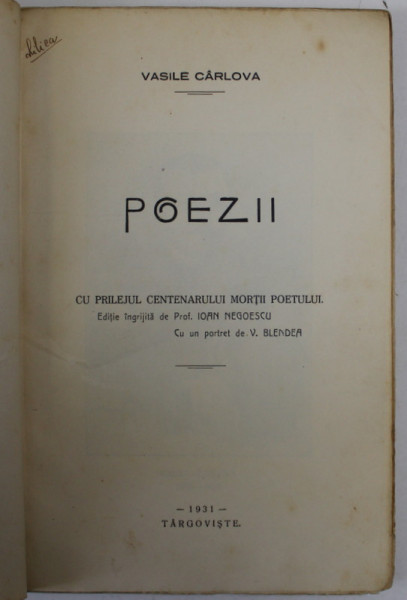 VASILE CÂRLOVA
POEZII
CU PRILEJUL CENTENARULUI MORȚII POETULUI.
Ediție îngrijită de Prof. IOAN NEGOESCU
Cu un portret de V. BLENDEA
— 1931 —
TÂRGOVIȘTE.